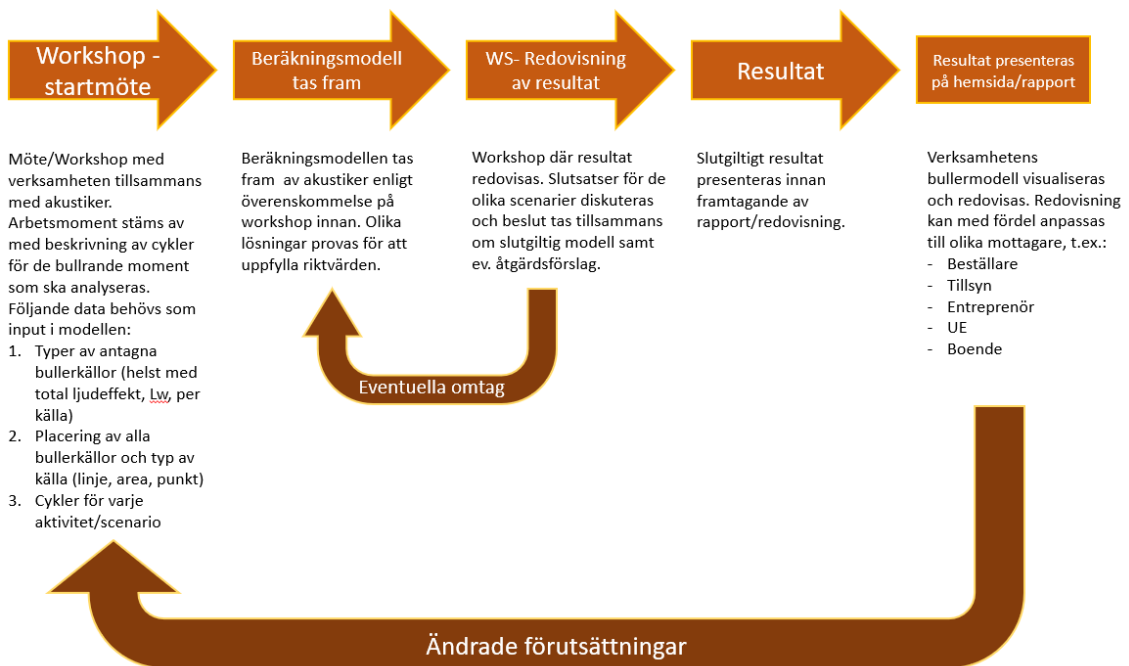 Workshop -
startmöte
Beräkningsmodell
tas fram
WS- Redovisning
av resultat
Resultat
Resultat presenteras
på hemsida/rapport
Möte/Workshop med
verksamheten tillsammans
med akustiker.
Arbetsmoment stäms av
med beskrivning av cykler
för de bullrande moment
som ska analyseras.
Följande data behövs som
input i modellen:
1. Typer av antagna
bullerkällor (helst med
total ljudeffekt, Lw, per
källa)
2. Placering av alla
bullerkällor och typ av
källa (linje, area, punkt)
3. Cykler för varje
aktivitet/scenario
Beräkningsmodellen tas
fram av akustiker enligt
överenskommelse på
workshop innan. Olika
lösningar provas för att
uppfylla riktvärden.
Workshop där resultat
redovisas. Slutsatser för de
olika scenarier diskuteras
och beslut tas tillsammans
om slutgiltig modell samt
ev. åtgärdsförslag.
Slutgiltigt resultat
presenteras innan
framtagande av
rapport/redovisning.
Verksamhetens
bullermodell visualiseras
och redovisas. Redovisning
kan med fördel anpassas
till olika mottagare, t.ex.:
- Beställare
- Tillsyn
- Entreprenör
- UE
- Boende
Eventuella omtag
Ändrade förutsättningar